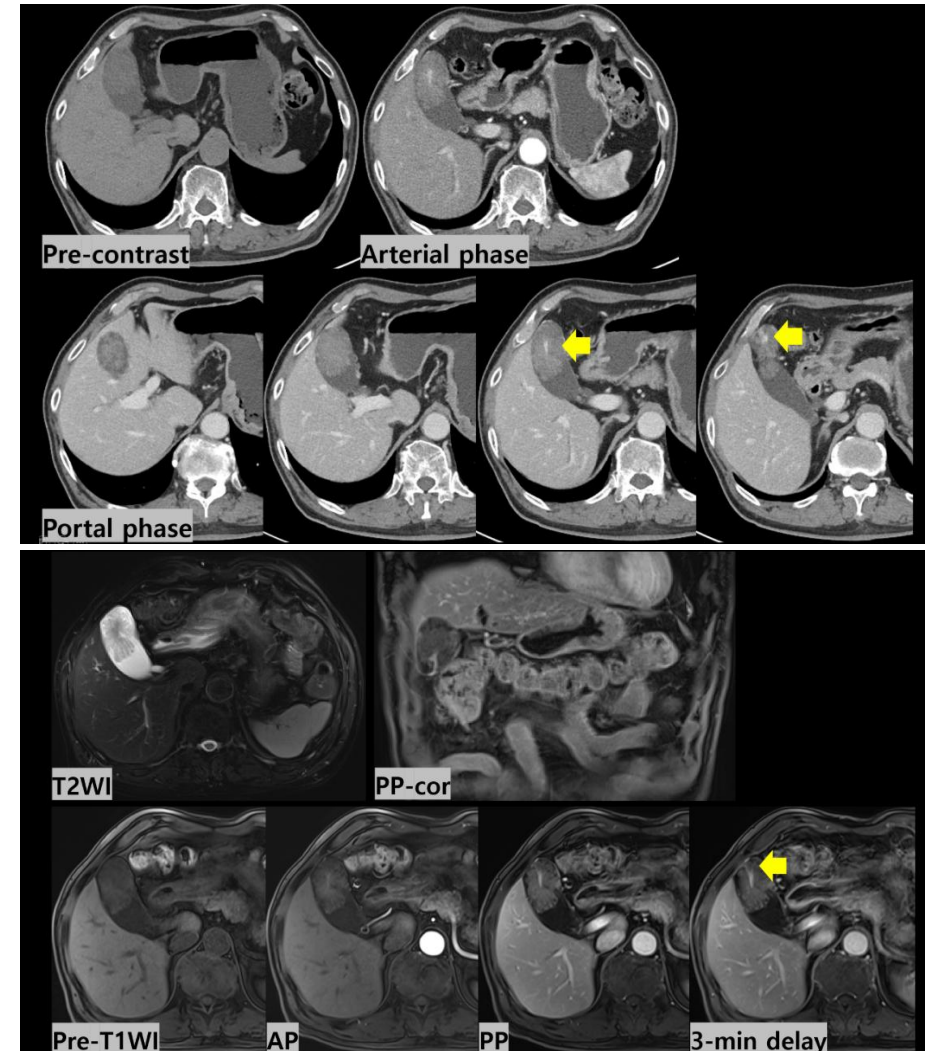 Pre-contrast
Arterial phase
Portal phase
T2WI
PP-cor
Pre-T1WI
AP
PP
3-min delay